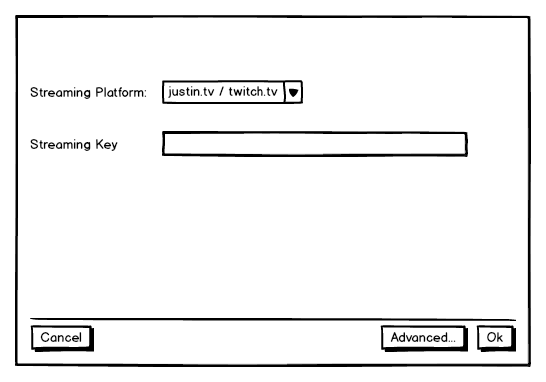 Streaming Platform: justin.tv / twitch.tv
Streaming Key
Cancel Advanced... Ok